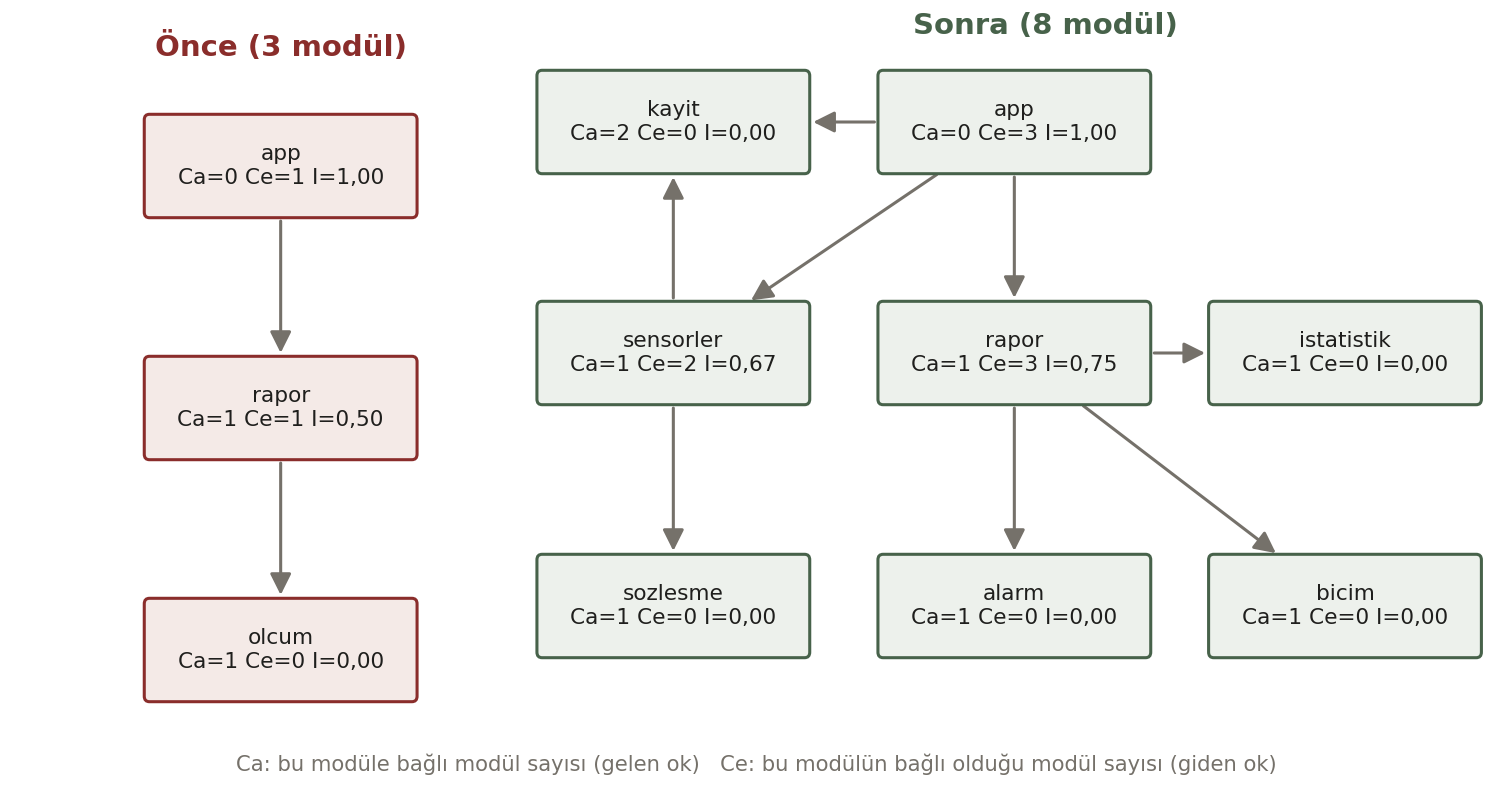 Önce (3 modül)
app
Ca=0 Ce=1 I=1,00
rapor
Ca=1 Ce=1 I=0,50
olcum
Ca=1 Ce=0 I=0,00
Sonra (8 modül)
kayit
Ca=2 Ce=0 I=0,00
app
Ca=0 Ce=3 I=1,00
sensorler
Ca=1 Ce=2 I=0,67
rapor
Ca=1 Ce=3 I=0,75
istatistik
Ca=1 Ce=0 I=0,00
sozlesme
Ca=1 Ce=0 I=0,00
alarm
Ca=1 Ce=0 I=0,00
bicim
Ca=1 Ce=0 I=0,00
Ca: bu modüle bağlı modül sayısı (gelen ok) Ce: bu modülün bağlı olduğu modül sayısı (giden ok)